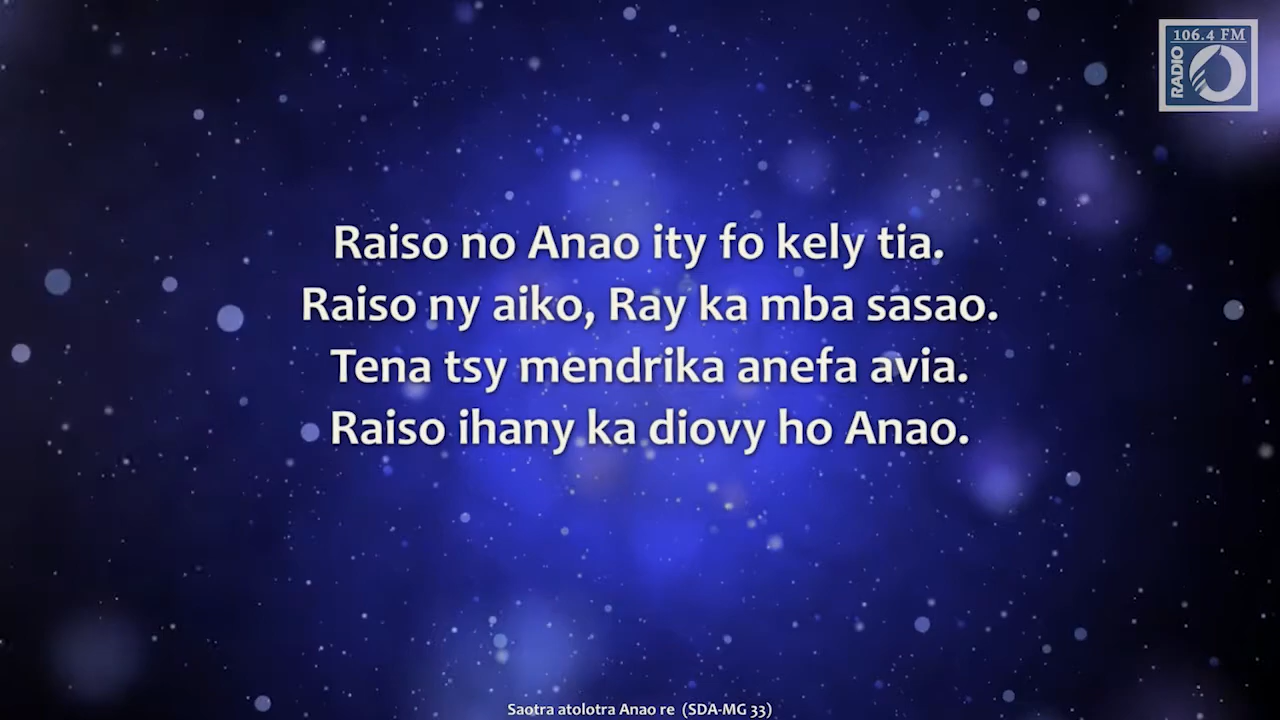 106.4 FM
RADIO
Raiso no Anao ity fo kely tia.
Raiso ny aiko, Ray ka mba sasao.
Tena tsy mendrika anefa avia.
Raiso ihany ka diovy ho Anao.
Saotra atolotra Anao re (SDA-MG 33)